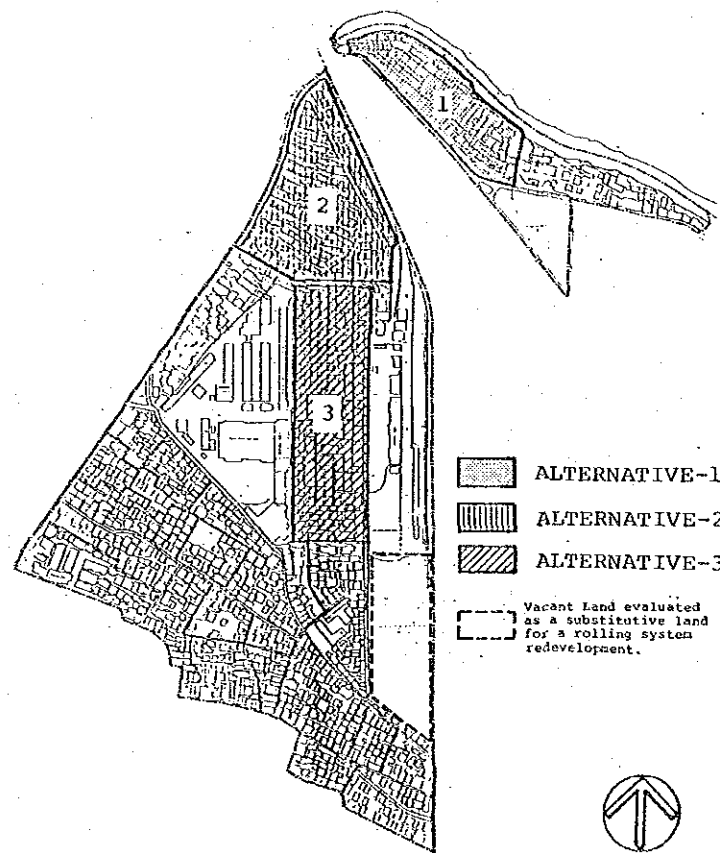 1
2
3
ALTERNATIVE-1
ALTERNATIVE-2
ALTERNATIVE-3
Vacant Land evaluated
as a substitutive land
for a rolling system
redevelopment.